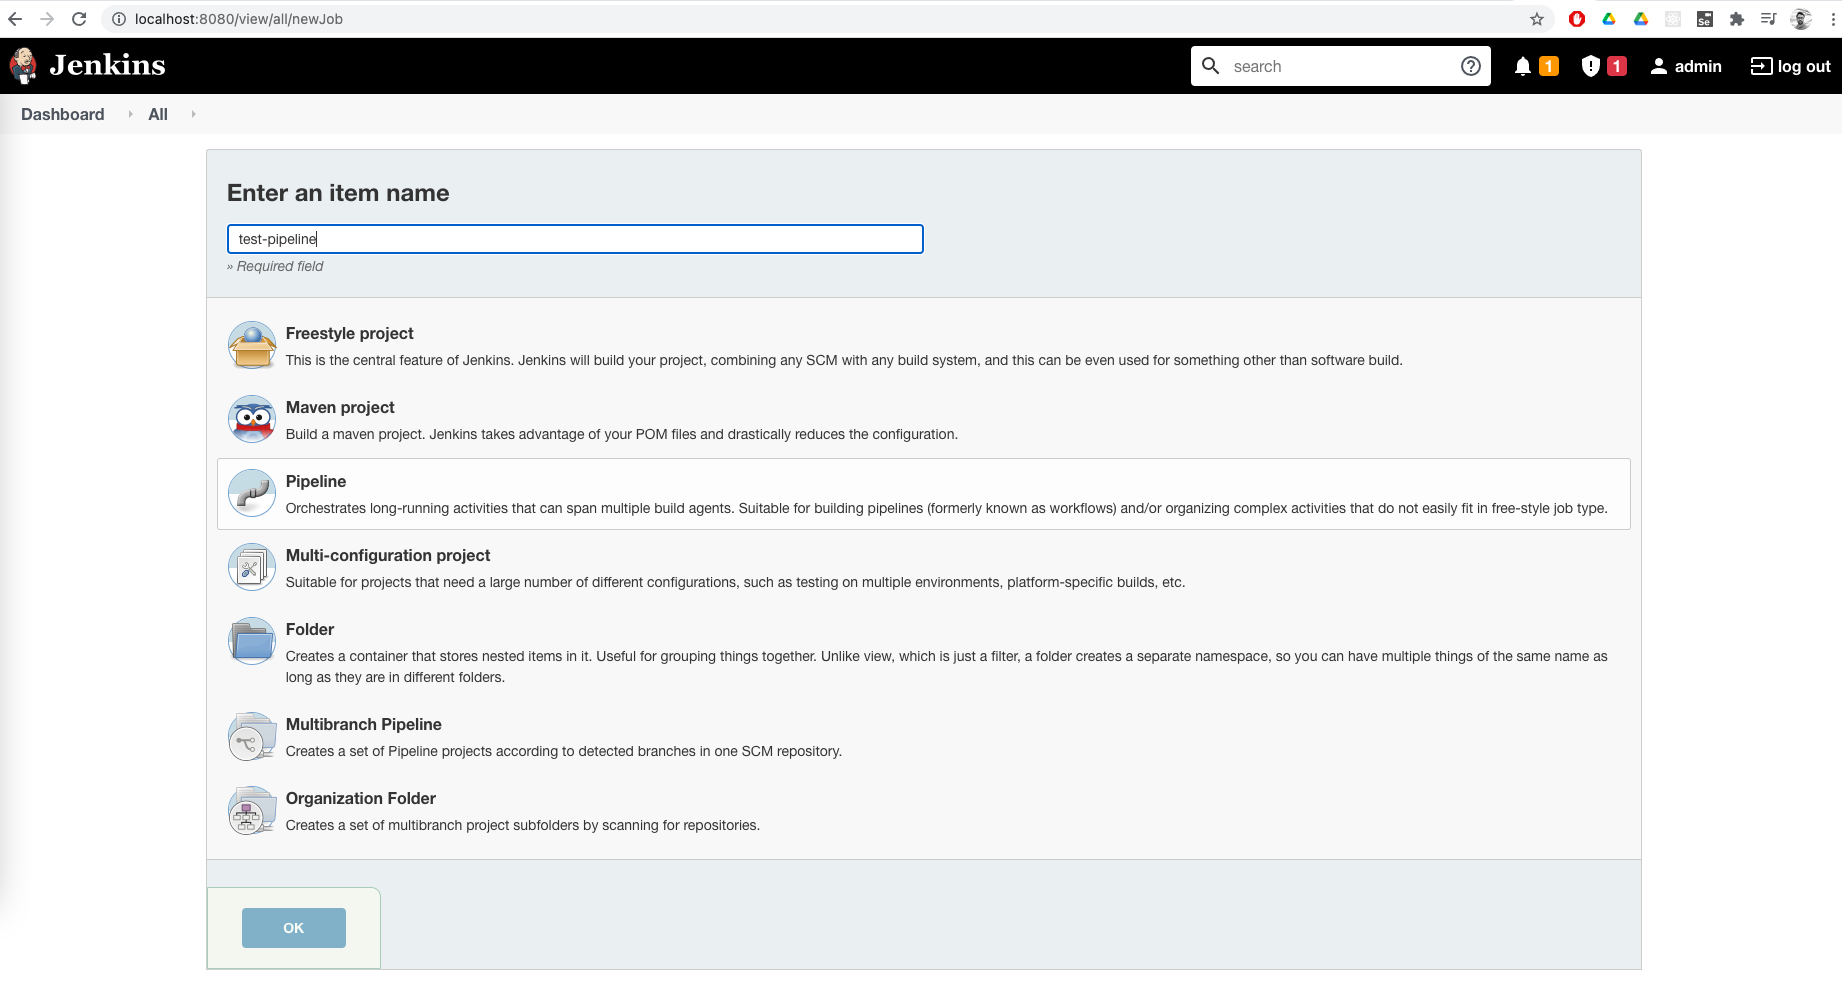 localhost:8080/view/all/newJob
Se
Jenkins
search
1
1
admin
log out
Dashboard
All
Enter an item name
test-pipeline
» Required field
Freestyle project
This is the central feature of Jenkins. Jenkins will build your project, combining any SCM with any build system, and this can be even used for something other than software build.
Maven project
Build a maven project. Jenkins takes advantage of your POM files and drastically reduces the configuration.
Pipeline
Orchestrates long-running activities that can span multiple build agents. Suitable for building pipelines (formerly known as workflows) and/or organizing complex activities that do not easily fit in free-style job type.
Multi-configuration project
Suitable for projects that need a large number of different configurations, such as testing on multiple environments, platform-specific builds, etc.
Folder
Creates a container that stores nested items in it. Useful for grouping things together. Unlike view, which is just a filter, a folder creates a separate namespace, so you can have multiple things of the same name as
long as they are in different folders.
Multibranch Pipeline
Creates a set of Pipeline projects according to detected branches in one SCM repository.
Organization Folder
Creates a set of multibranch project subfolders by scanning for repositories.
OK